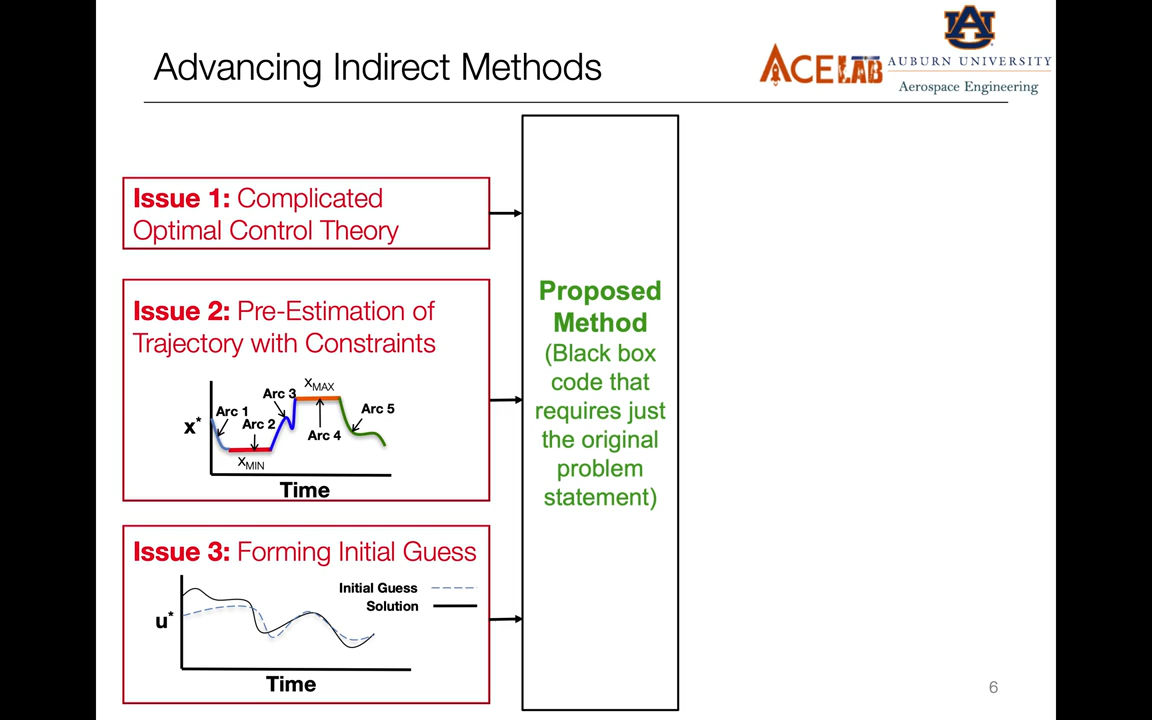 Advancing Indirect Methods
ACELAB
AUBURN UNIVERSITY
Aerospace Engineering
Issue 1: Complicated
Optimal Control Theory
Issue 2: Pre-Estimation of
Trajectory with Constraints
x*
Arc 1
Arc 2
Arc 3
xMAX
Arc 4
Arc 5
xMIN
Time
Issue 3: Forming Initial Guess
Initial Guess
Solution
u*
Time
Proposed
Method
(Black box
code that
requires just
the original
problem
statement)
6